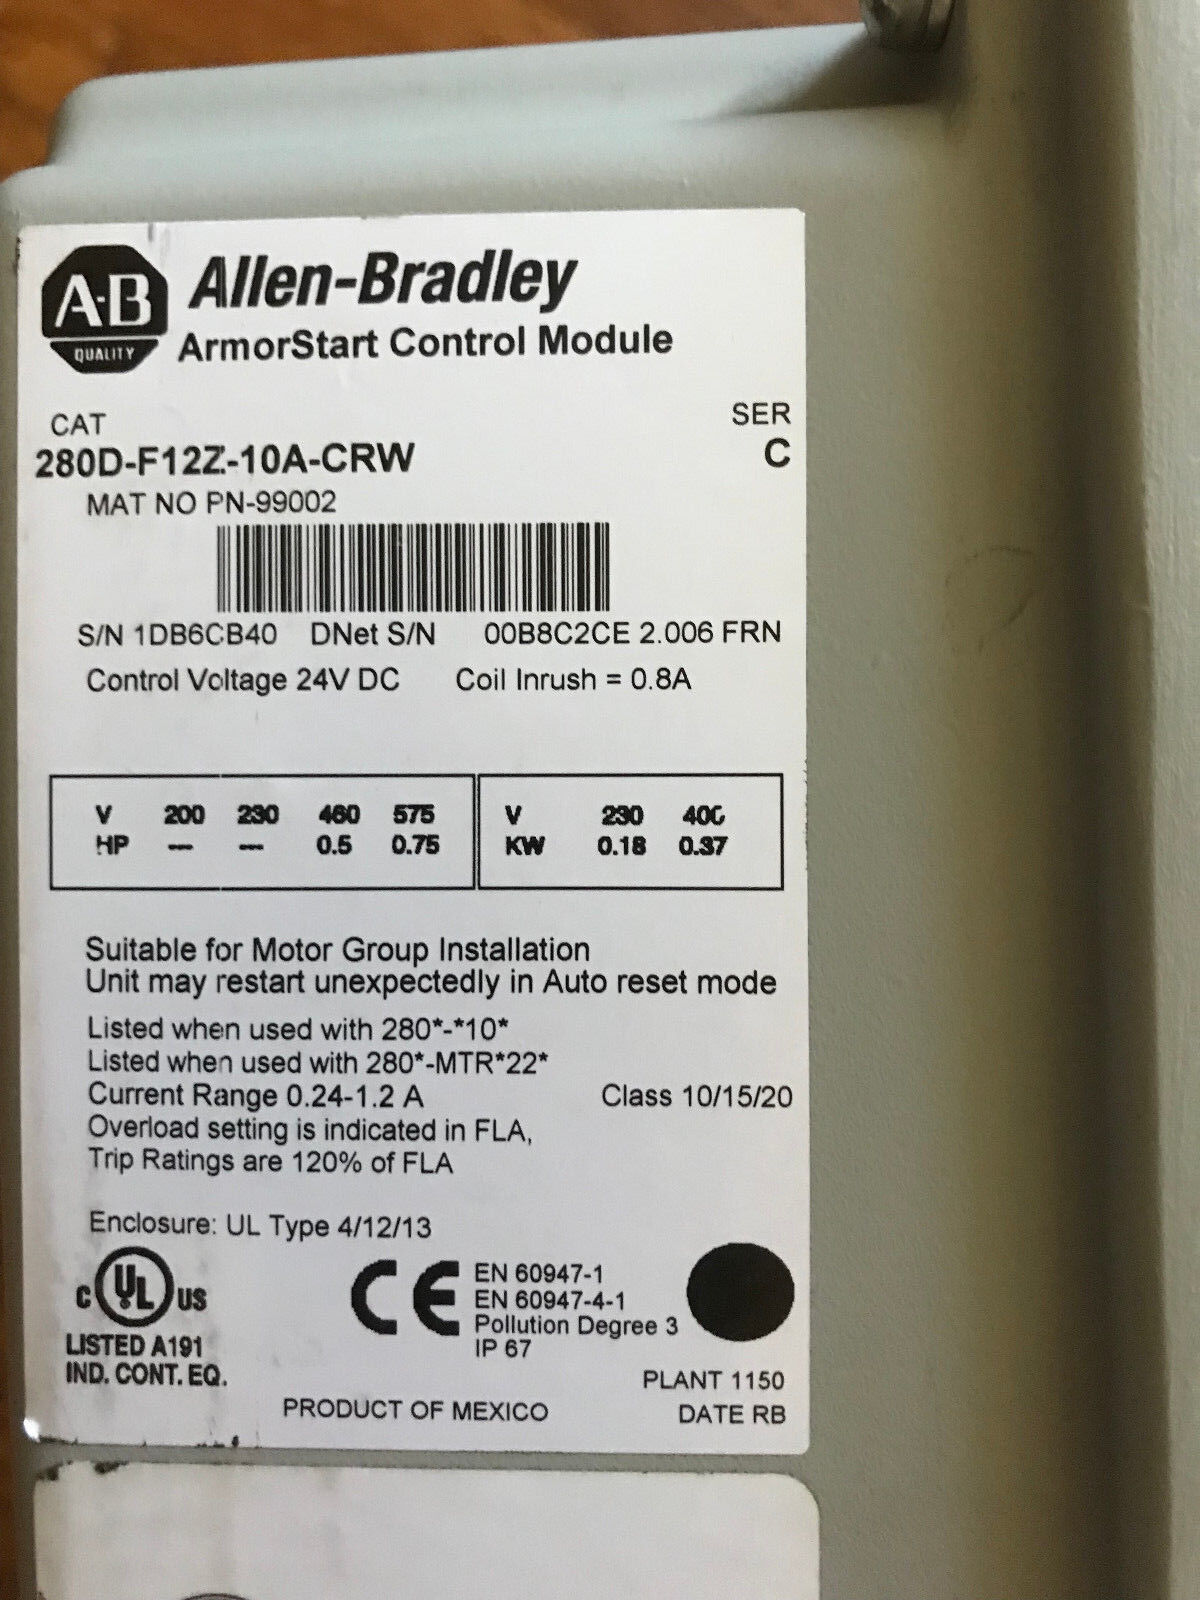 A-B
QUALITY
Allen-Bradley
ArmorStart Control Module
CAT
SER
280D-F12Z-10A-CRW
C
MAT NO PN-99002
S/N 1DB6CB40 DNet S/N 00B8C2CE 2.006 FRN
Control Voltage 24V DC Coil Inrush = 0.8A
V 200 230 460 575
HP — — 0.5 0.75
V 230 400
KW 0.18 0.37
Suitable for Motor Group Installation
Unit may restart unexpectedly in Auto reset mode
Listed when used with 280*-*10*
Listed when used with 280*-MTR*22*
Current Range 0.24-1.2 A Class 10/15/20
Overload setting is indicated in FLA,
Trip Ratings are 120% of FLA
Enclosure: UL Type 4/12/13
C UL US
LISTED A191
IND. CONT. EQ.
CE
EN 60947-1
EN 60947-4-1
Pollution Degree 3
IP 67
PLANT 1150
PRODUCT OF MEXICO
DATE RB